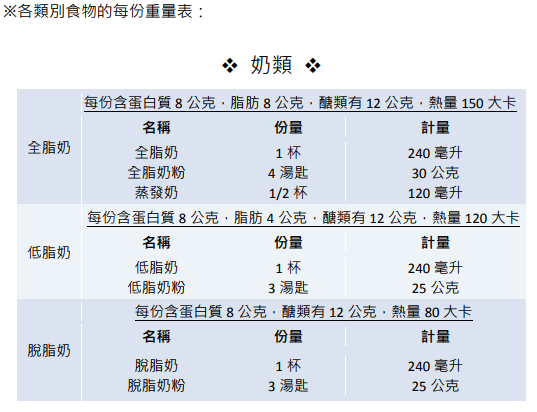 ※各類別食物的每份重量表：
❖ 奶類 ❖
全脂奶
每份含蛋白質 8 公克，脂肪 8 公克，醣類有 12 公克，熱量 150 大卡
名稱 份量 計量
全脂奶 1 杯 240 毫升
全脂奶粉 4 湯匙 30 公克
蒸發奶 1/2 杯 120 毫升
低脂奶
每份含蛋白質 8 公克，脂肪 4 公克，醣類有 12 公克，熱量 120 大卡
名稱 份量 計量
低脂奶 1 杯 240 毫升
低脂奶粉 3 湯匙 25 公克
脫脂奶
每份含蛋白質 8 公克，醣類有 12 公克，熱量 80 大卡
名稱 份量 計量
脫脂奶 1 杯 240 毫升
脫脂奶粉 3 湯匙 25 公克